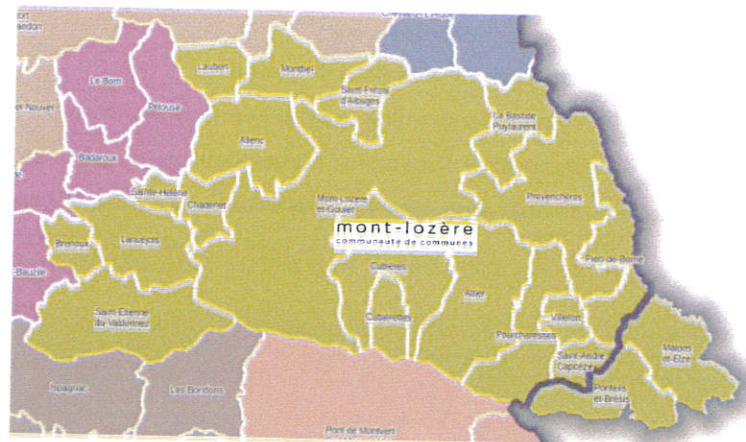 Laubert
Montbel
Le Born
Pelouse
Saint-Frézal
d'Albuges
La Bastide
Puylaurent
Allenc
Badaroux
Sainte-Hélène
Chadenet
Mont Lozère
et Goulet
Prévenchères
mont-lozère
communauté de communes
Brenoux
Lanuéjols
Pied-de-Borne
-Bauzile
Cubières
Altier
Saint-Etienne
du-Valdonnez
Cubiérettes
Villefort
Pourcharesses
Saint-André
Capcèze
Malons
et-Elze
Ispagnac
Les Bondons
Ponteils
et-Brésis
Pont de Montvert